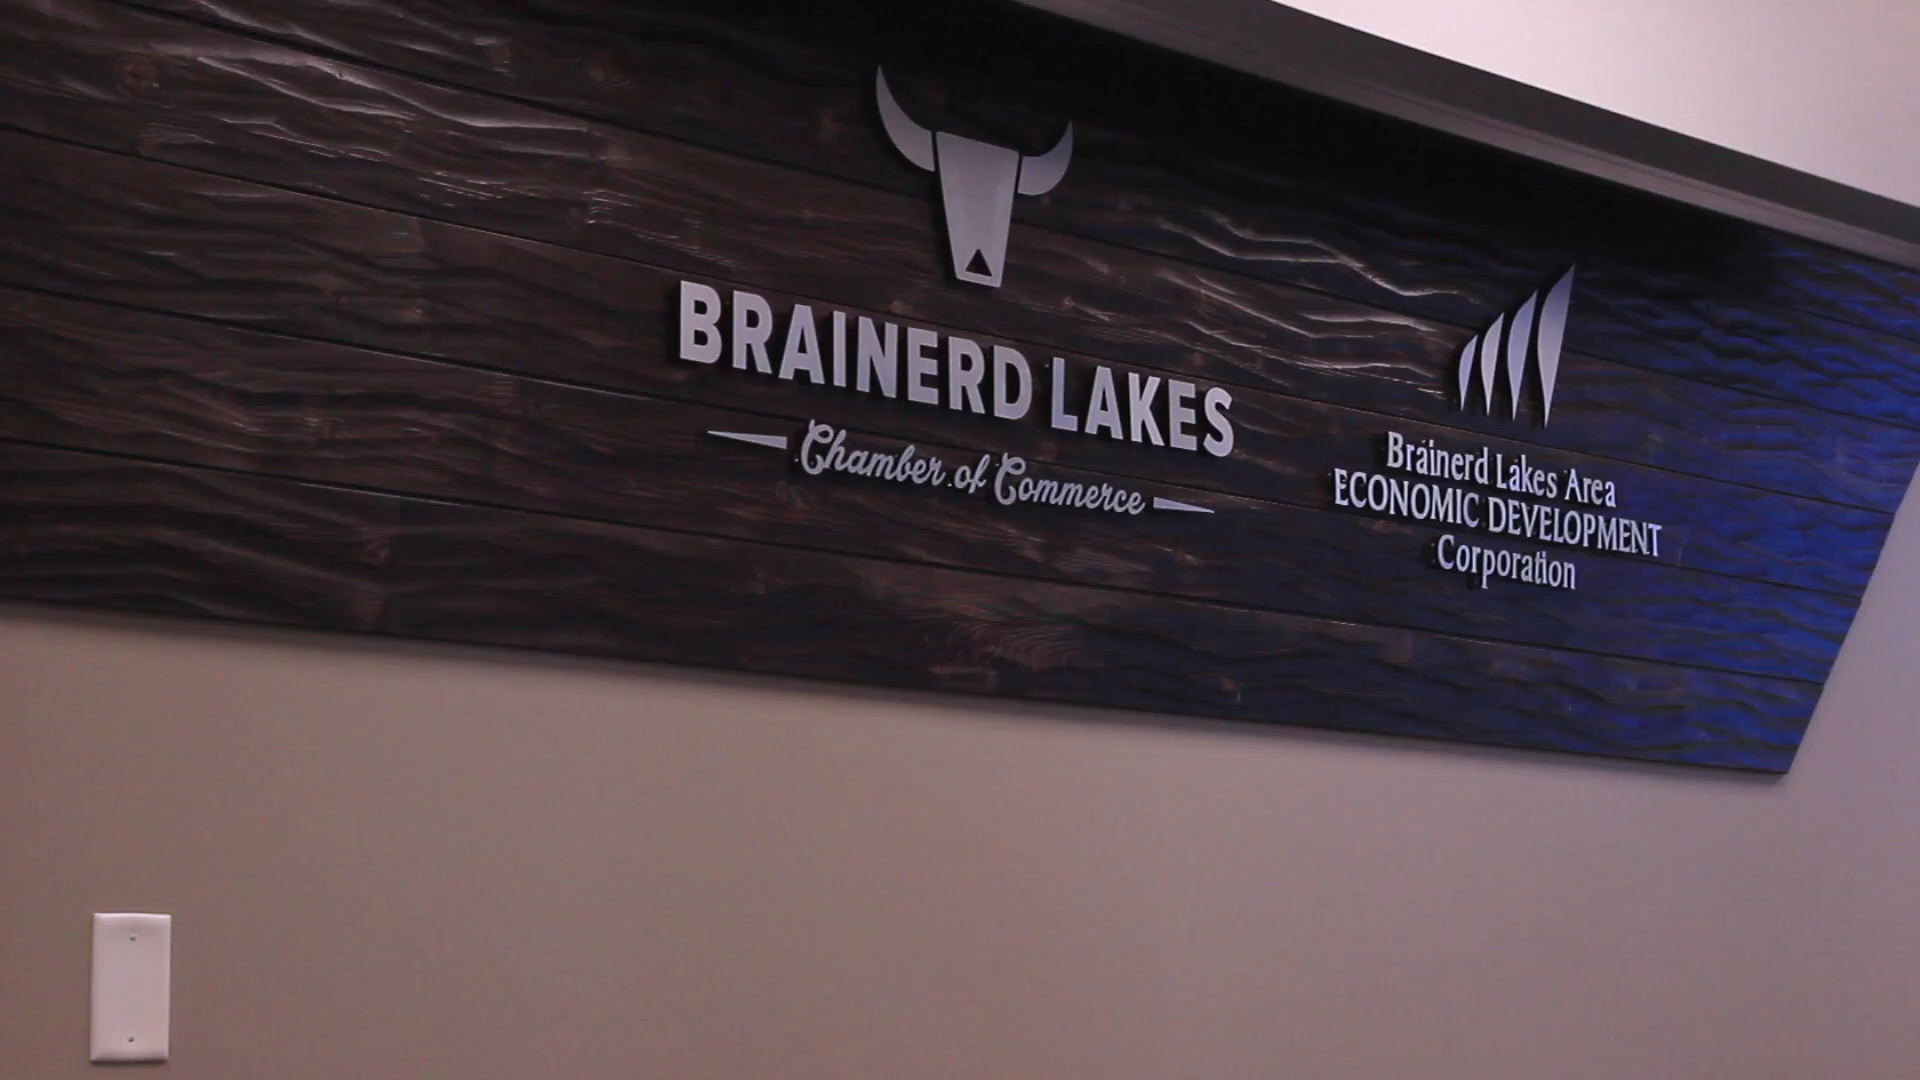 BRAINERD LAKES
Chamber of Commerce
Brainerd Lakes Area
ECONOMIC DEVELOPMENT
Corporation